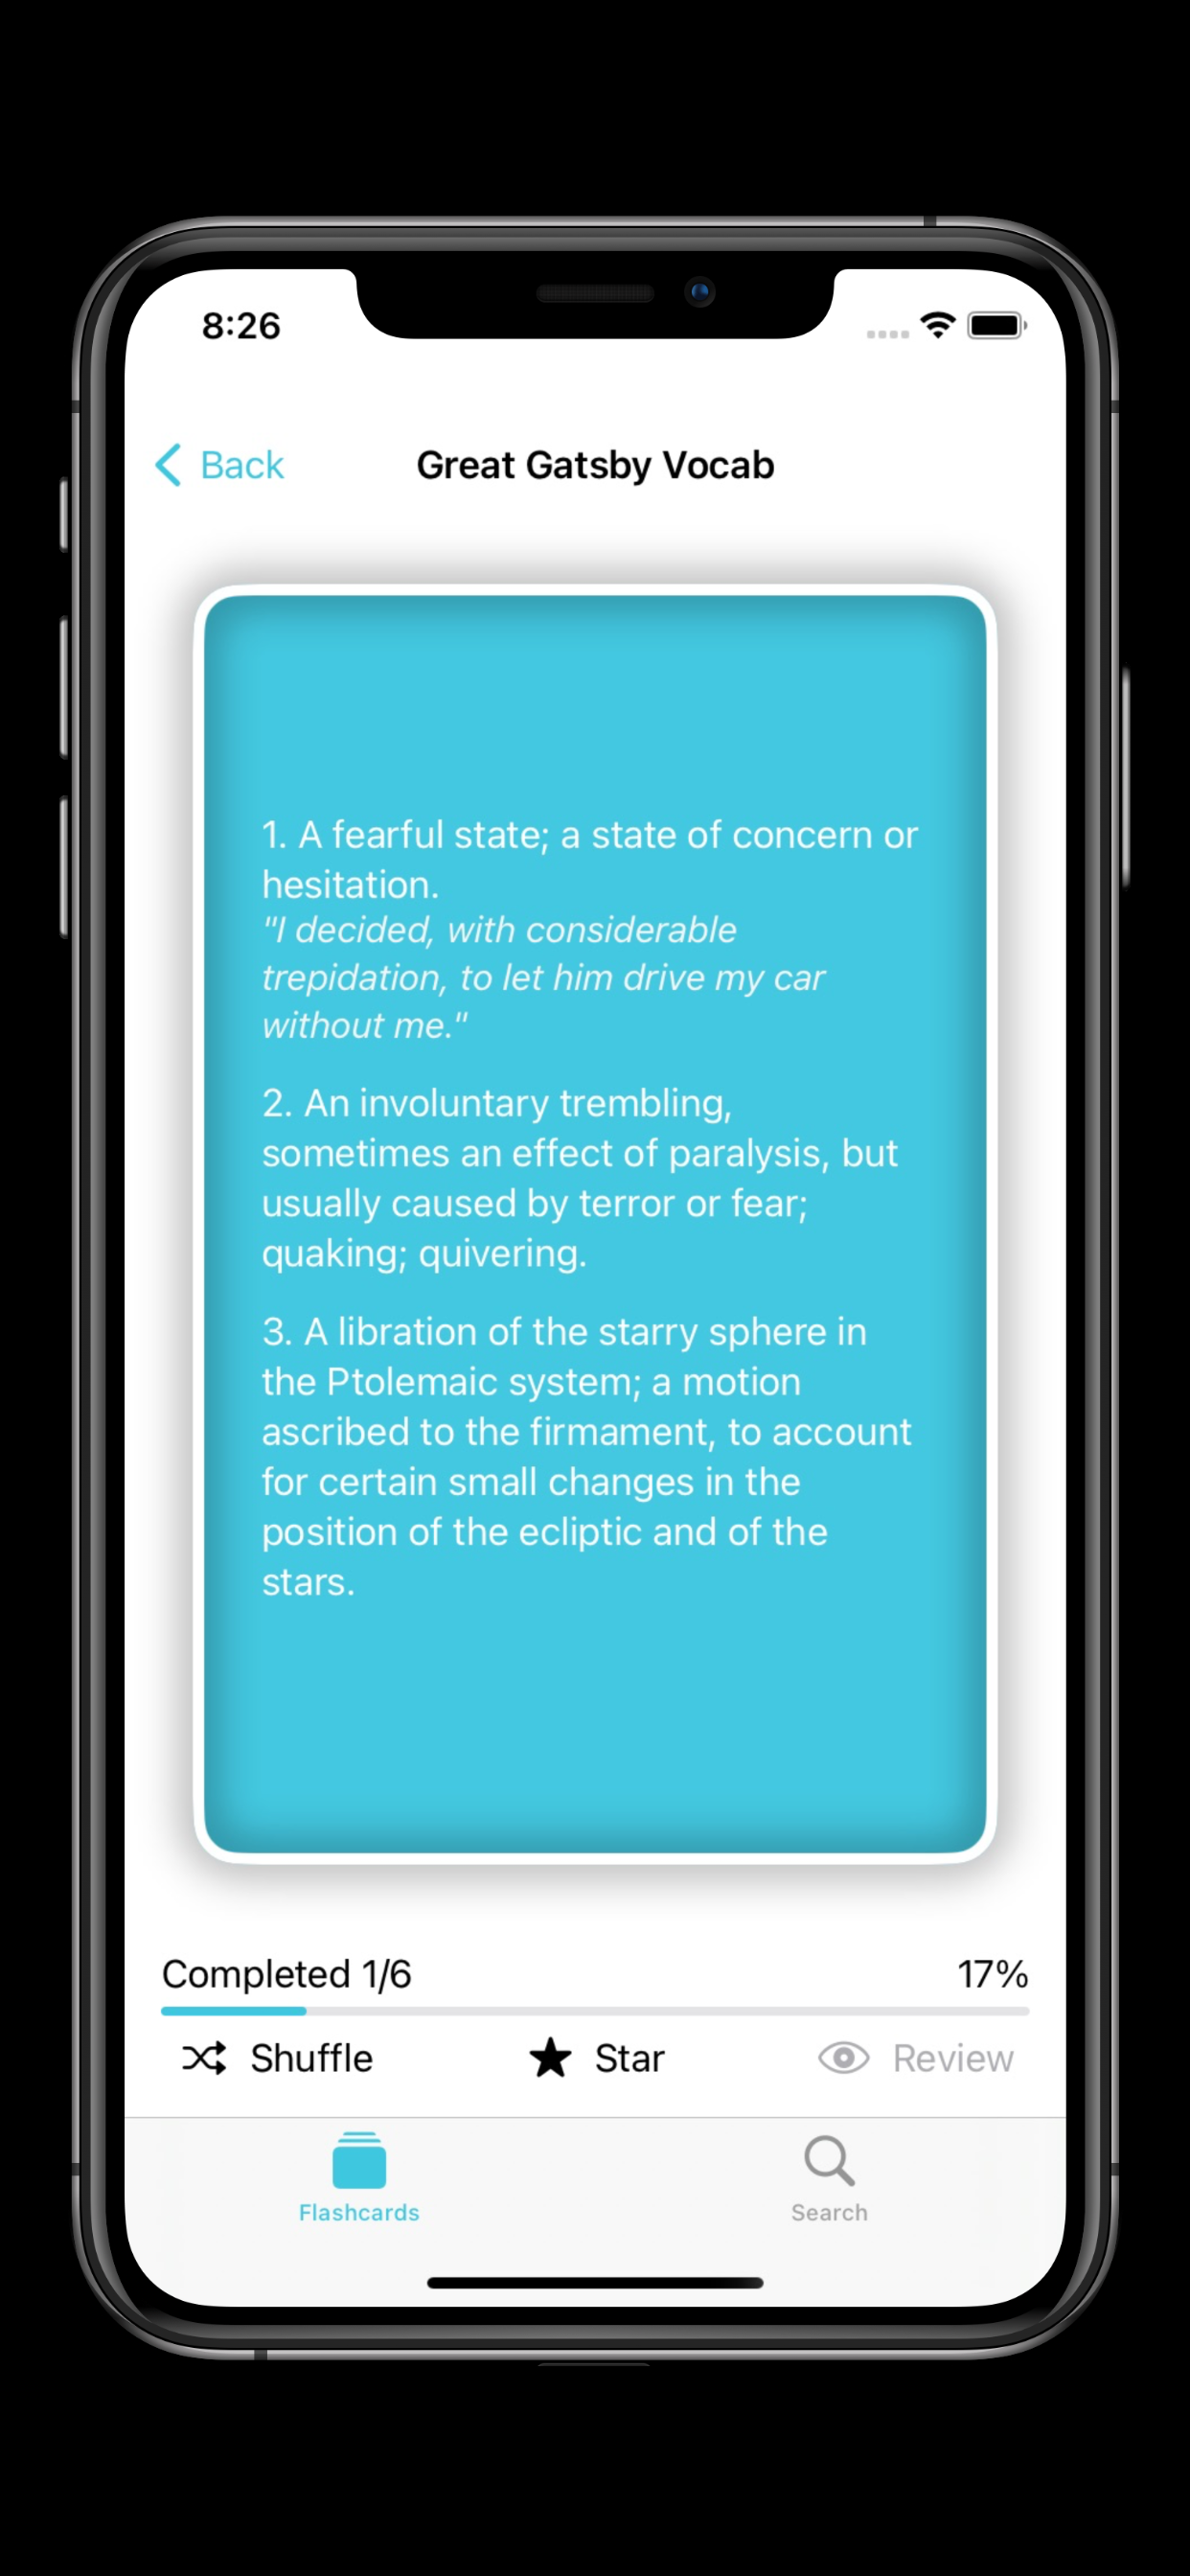 8:26
Back
Great Gatsby Vocab
1. A fearful state; a state of concern or
hesitation.
"I decided, with considerable
trepidation, to let him drive my car
without me."
2. An involuntary trembling,
sometimes an effect of paralysis, but
usually caused by terror or fear;
quaking; quivering.
3. A libration of the starry sphere in
the Ptolemaic system; a motion
ascribed to the firmament, to account
for certain small changes in the
position of the ecliptic and of the
stars.
Completed 1/6
17%
Shuffle
Star
Review
Flashcards
Search